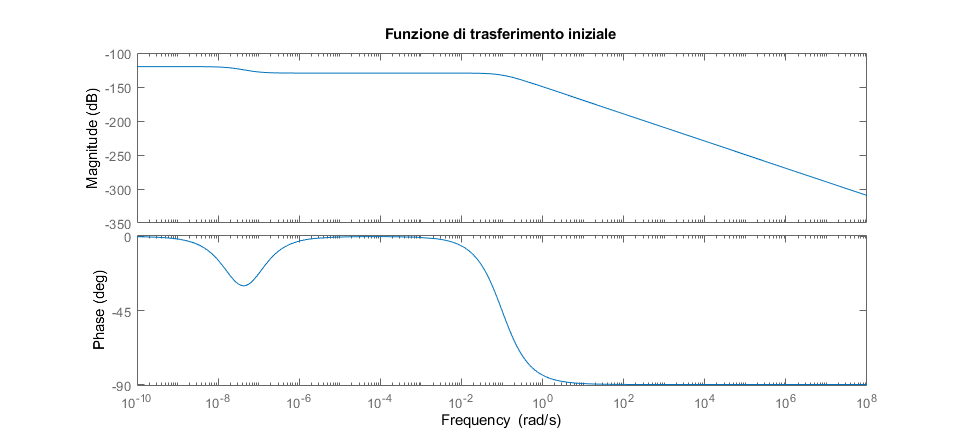 Funzione di trasferimento iniziale
Magnitude (dB)
-100
-150
-200
-250
-300
-350
Phase (deg)
0
-45
-90
10^-10 10^-8 10^-6 10^-4 10^-2 10^0 10^2 10^4 10^6 10^8
Frequency (rad/s)